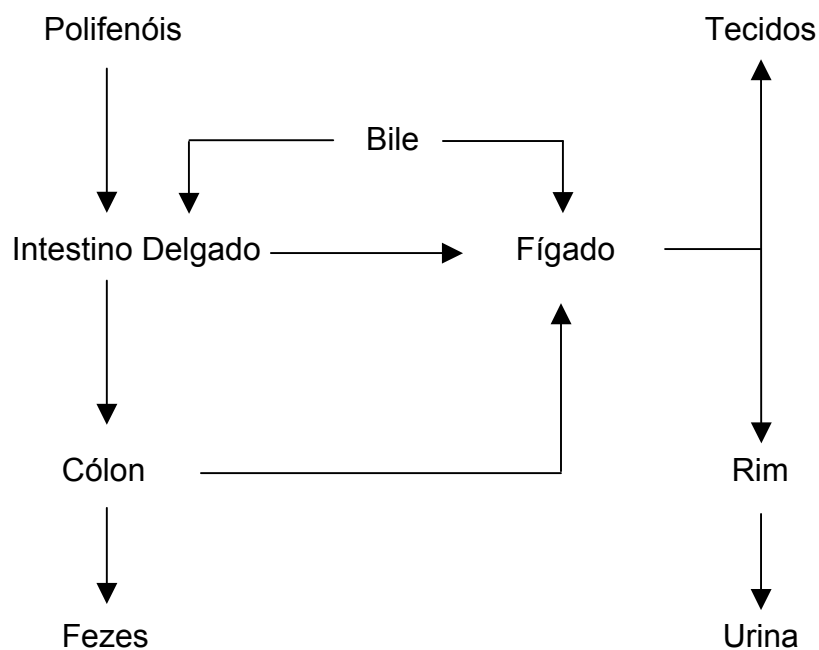 Polifenóis
Tecidos
Bile
Intestino Delgado
Fígado
Cólon
Rim
Fezes
Urina